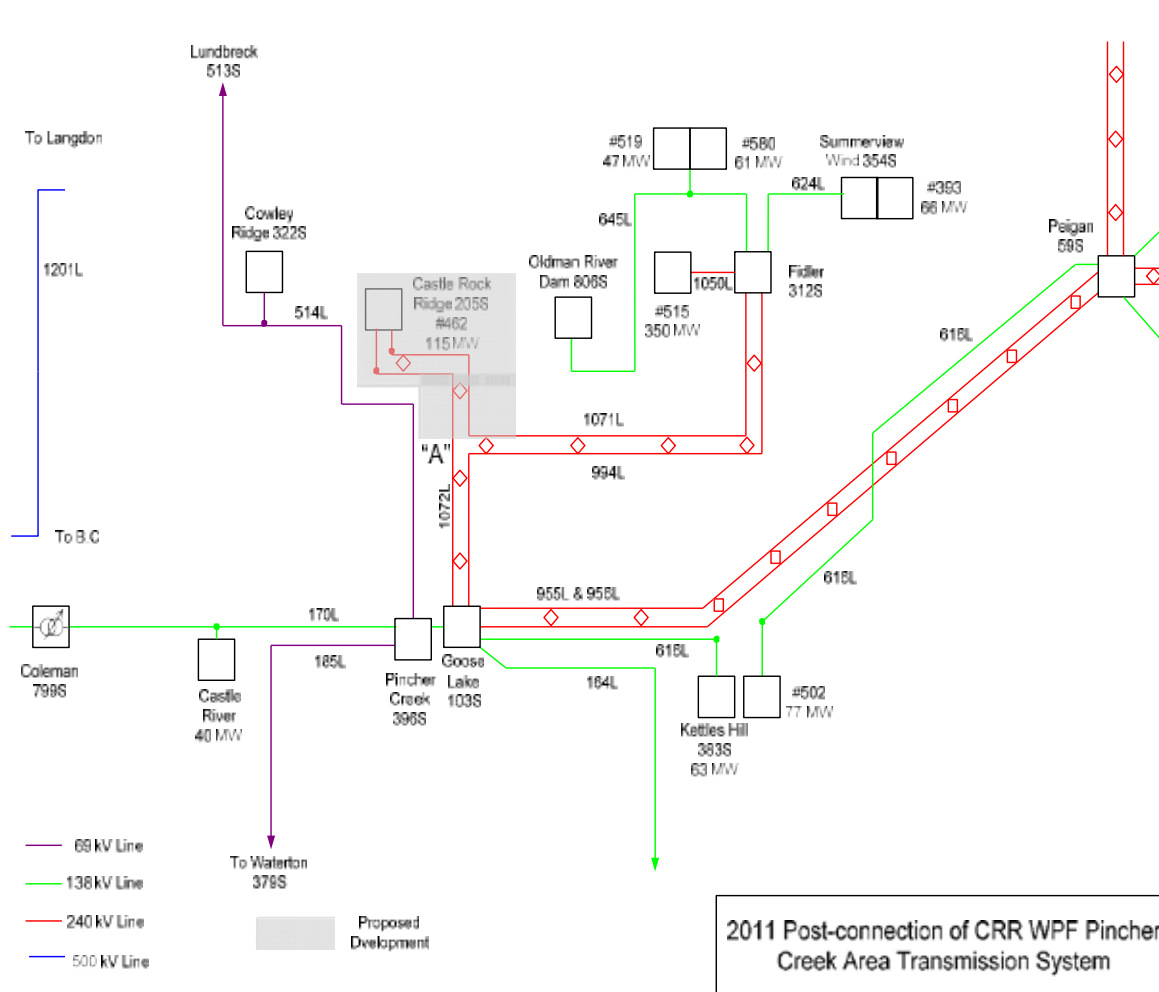 Lundbreck
513S
To Langdon
1201L
Cowley
Ridge 322S
514L
#519
47 MW
#580
61 MW
Summerview
Wind 354S
624L
#393
66 MW
645L
Peigan
59S
Oldman River
Dam 806S
1050L
#515
350 MW
Fidler
312S
Castle Rock
Ridge 205S
#462
115 MW
616L
1071L
"A"
994L
1072L
To B.C
955L & 956L
616L
170L
185L
616L
164L
Coleman
799S
Castle
River
40 MW
Pincher
Creek
396S
Goose
Lake
103S
#502
77 MW
Kettles Hill
383S
63 MW
69 kV Line
138 kV Line
240 kV Line
500 kV Line
To Waterton
379S
Proposed
Dvelopment
2011 Post-connection of CRR WPF Pincher
Creek Area Transmission System